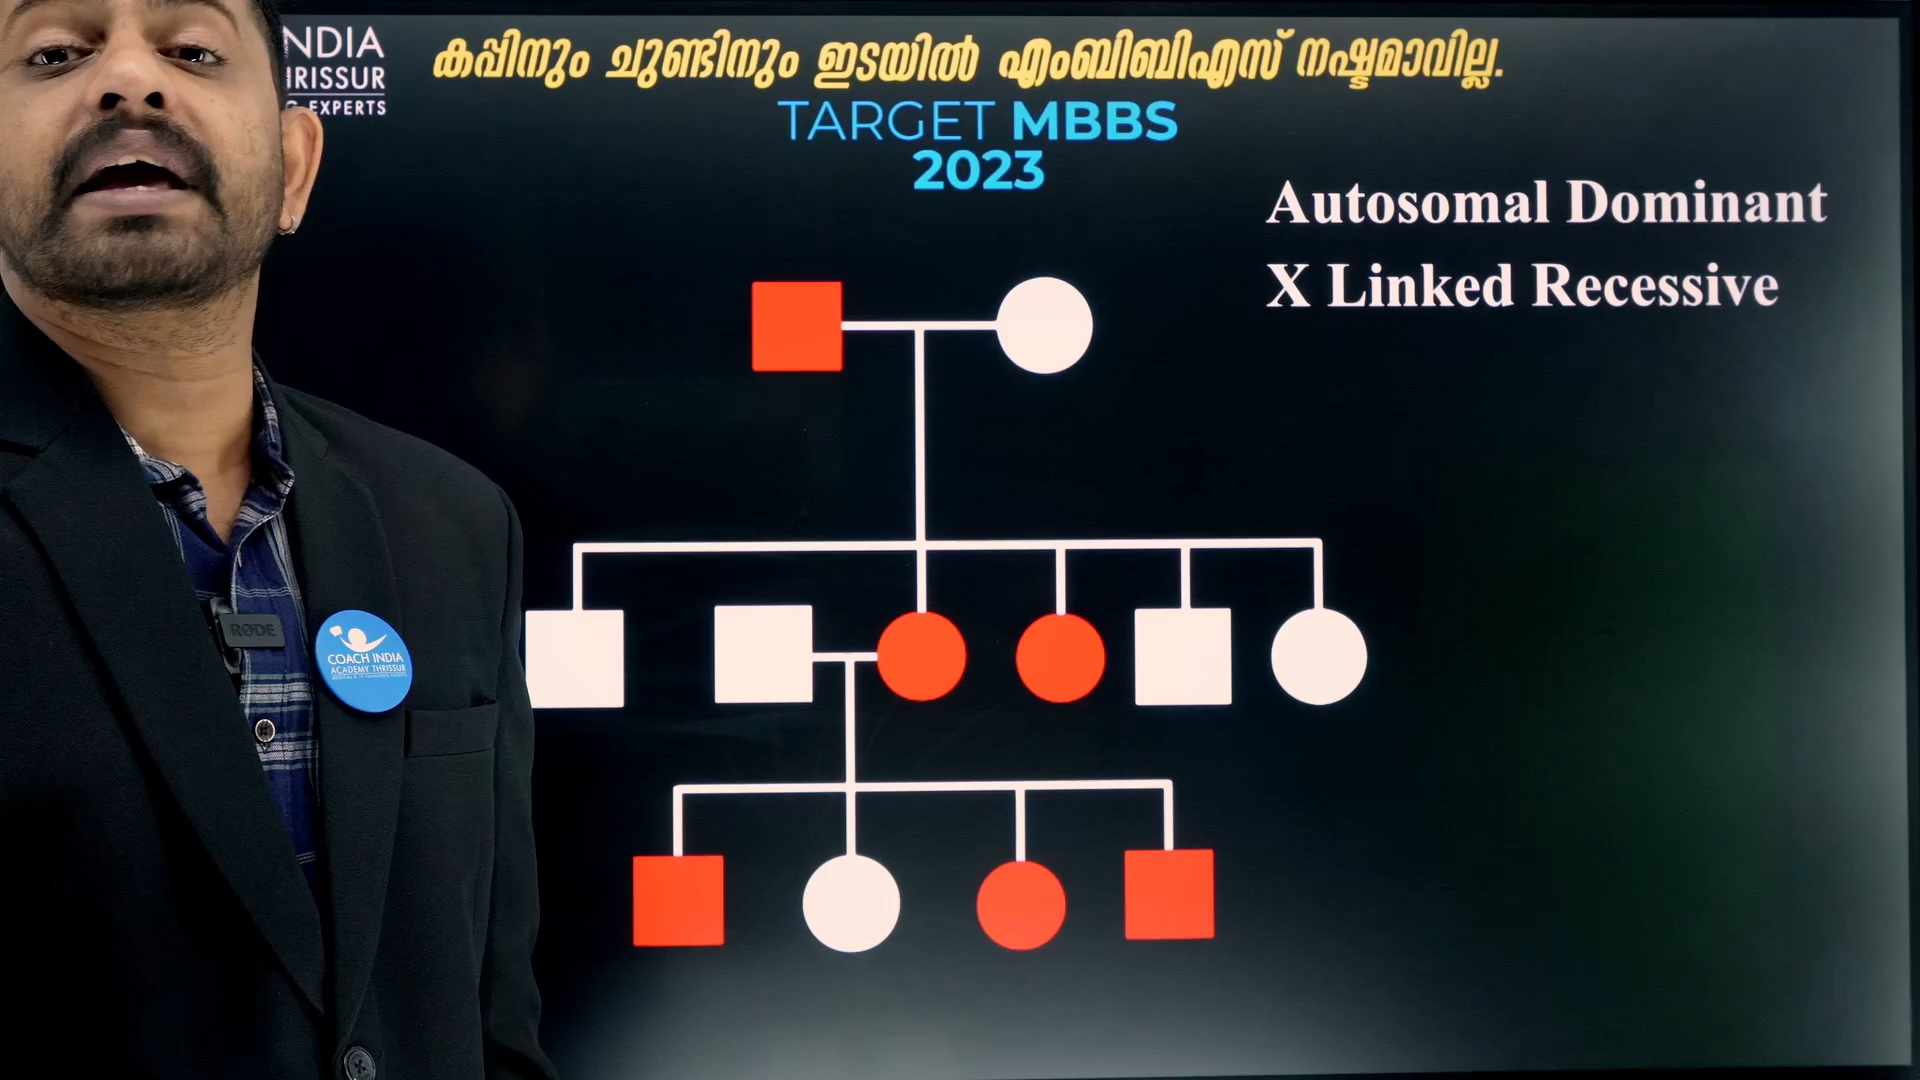 NDIA
HRISSUR
EXPERTS
കപ്പിനും ചുണ്ടിനും ഇടയിൽ എംബിബിഎസ് നഷ്ടമാവില്ല.
TARGET MBBS
2023
Autosomal Dominant
X Linked Recessive
RØDE
COACH INDIA
ACADEMY THRISSUR